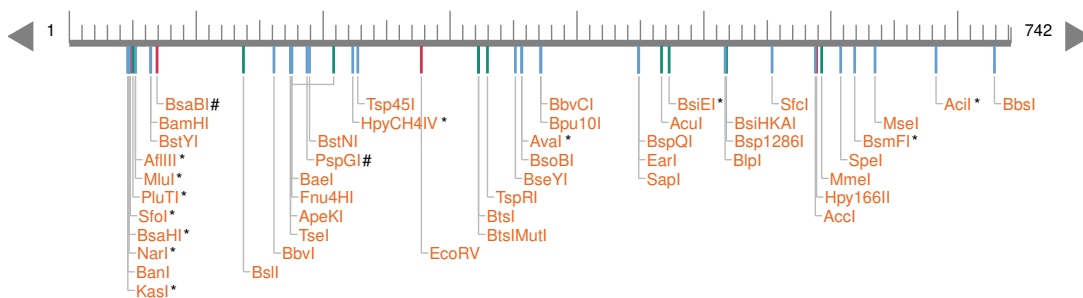 1 742
BsaBI# Tsp45I BbvCI BsiEI* SfcI AciI* BbsI
BamHI HpyCH4IV* Bpu10I AcuI BsiHKAI MseI
BstYI BstNI AvaI* BspQI Bsp1286I BsmFI*
AflIII* PspGI# BsoBI EarI BlpI SpeI
MluI* BaeI BseYI SapI MmeI
PluTI* Fnu4HI TspRI Hpy166II
SfoI* ApeKI BtsI AccI
BsaHI* TseI BtsIMutI
NarI* BbvI EcoRV
BanI BslI
KasI*